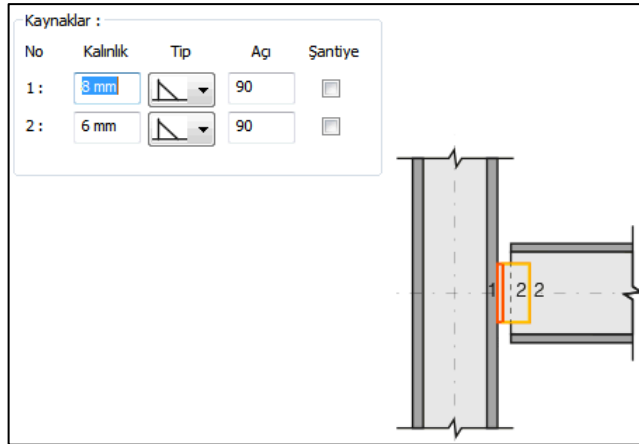 Kaynaklar :
No Kalınlık Tip Açı Şantiye
1 : 8 mm 90
2 : 6 mm 90
1 2 2